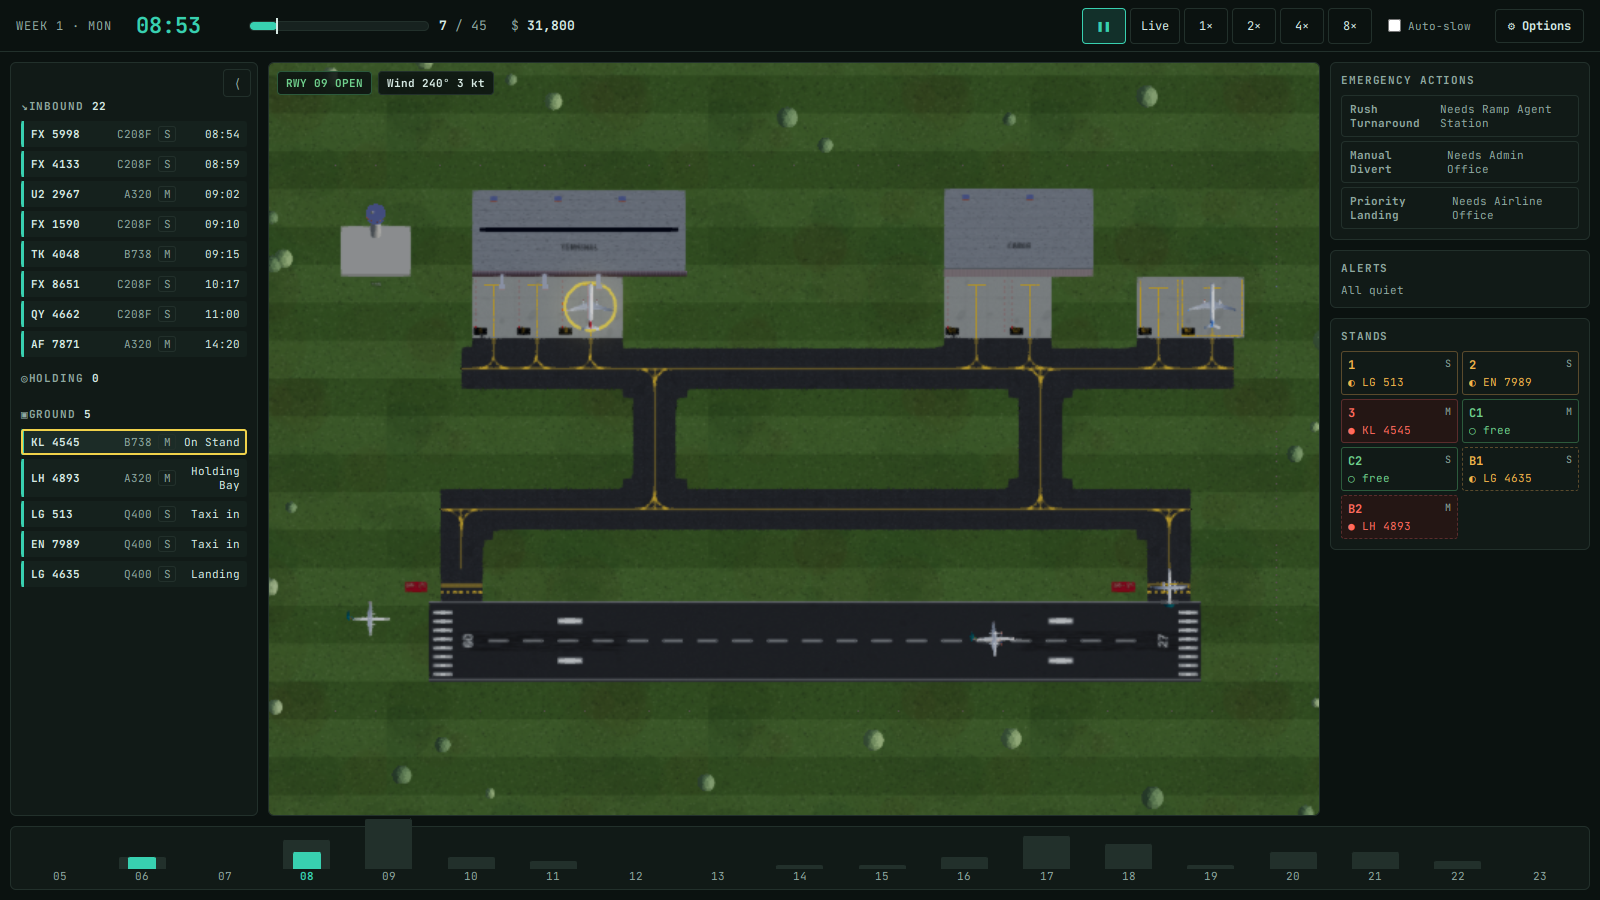 WEEK 1 · MON 08:53 7 / 45 $ 31,800 Live 1× 2× 4× 8× Auto-slow ⚙ Options
RWY 09 OPEN Wind 240° 3 kt
INBOUND 22
FX 5998 C208F S 08:54
FX 4133 C208F S 08:59
U2 2967 A320 M 09:02
FX 1590 C208F S 09:10
TK 4048 B738 M 09:15
FX 8651 C208F S 10:17
QY 4662 C208F S 11:00
AF 7871 A320 M 14:20
HOLDING 0
GROUND 5
KL 4545 B738 M On Stand
LH 4893 A320 M Holding
Bay
LG 513 Q400 S Taxi in
EN 7989 Q400 S Taxi in
LG 4635 Q400 S Landing
TERMINAL
CARGO
09
27
EMERGENCY ACTIONS
Rush Turnaround Needs Ramp Agent Station
Manual Divert Needs Admin Office
Priority Landing Needs Airline Office
ALERTS
All quiet
STANDS
1 S
LG 513
2 S
EN 7989
3 M
KL 4545
C1 M
free
C2 S
free
B1 S
LG 4635
B2 M
LH 4893
05 06 07 08 09 10 11 12 13 14 15 16 17 18 19 20 21 22 23